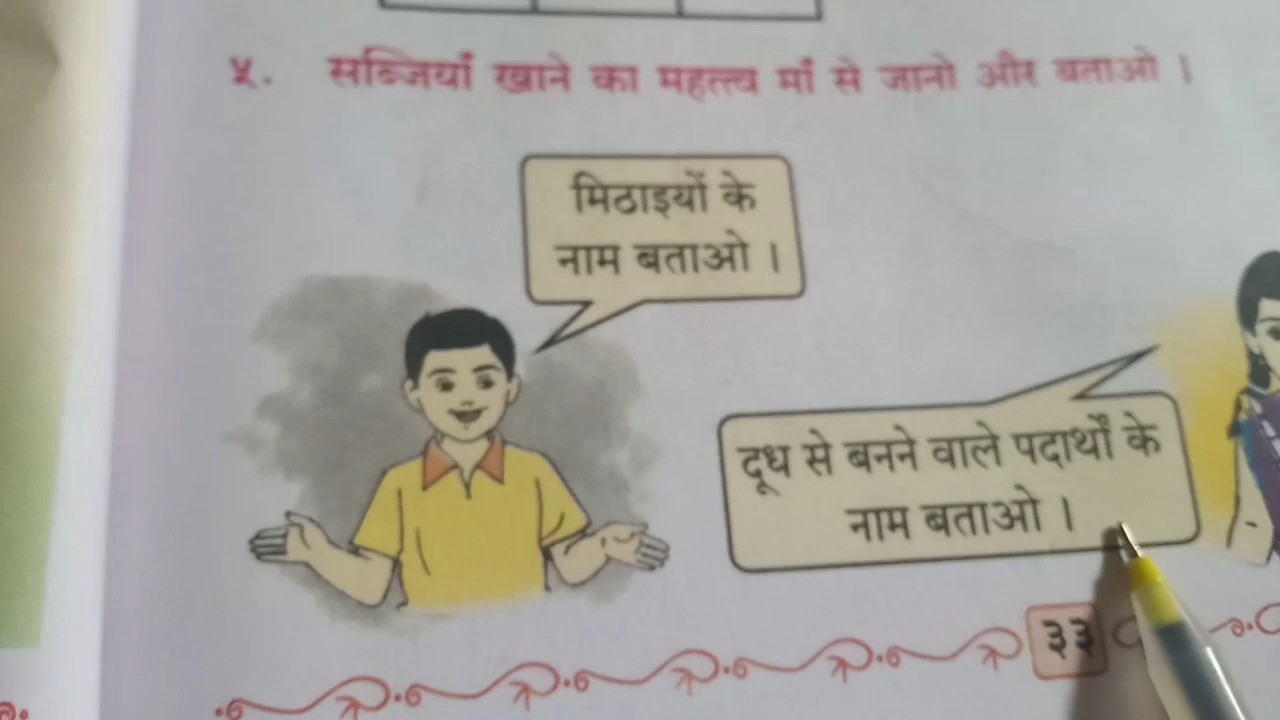 ५. सब्जियाँ खाने का महत्त्व माँ से जानो और बताओ ।
मिठाइयों के
नाम बताओ ।
दूध से बनने वाले पदार्थों के
नाम बताओ ।
३३